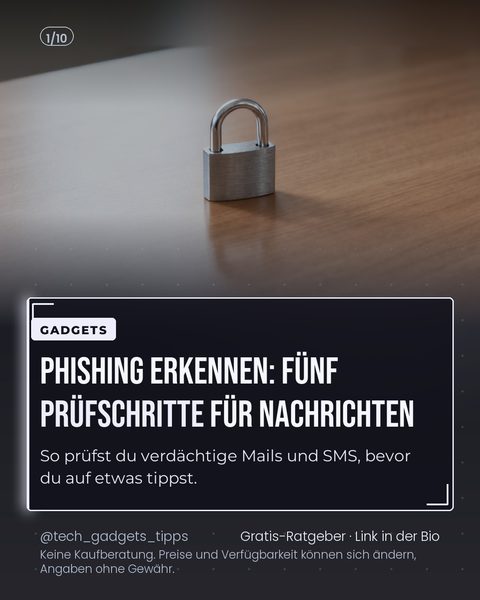 1/10
GADGETS
PHISHING ERKENNEN: FÜNF
PRÜFSCHRITTE FÜR NACHRICHTEN
So prüfst du verdächtige Mails und SMS, bevor
du auf etwas tippst.
@tech_gadgets_tipps Gratis-Ratgeber · Link in der Bio
Keine Kaufberatung. Preise und Verfügbarkeit können sich ändern,
Angaben ohne Gewähr.